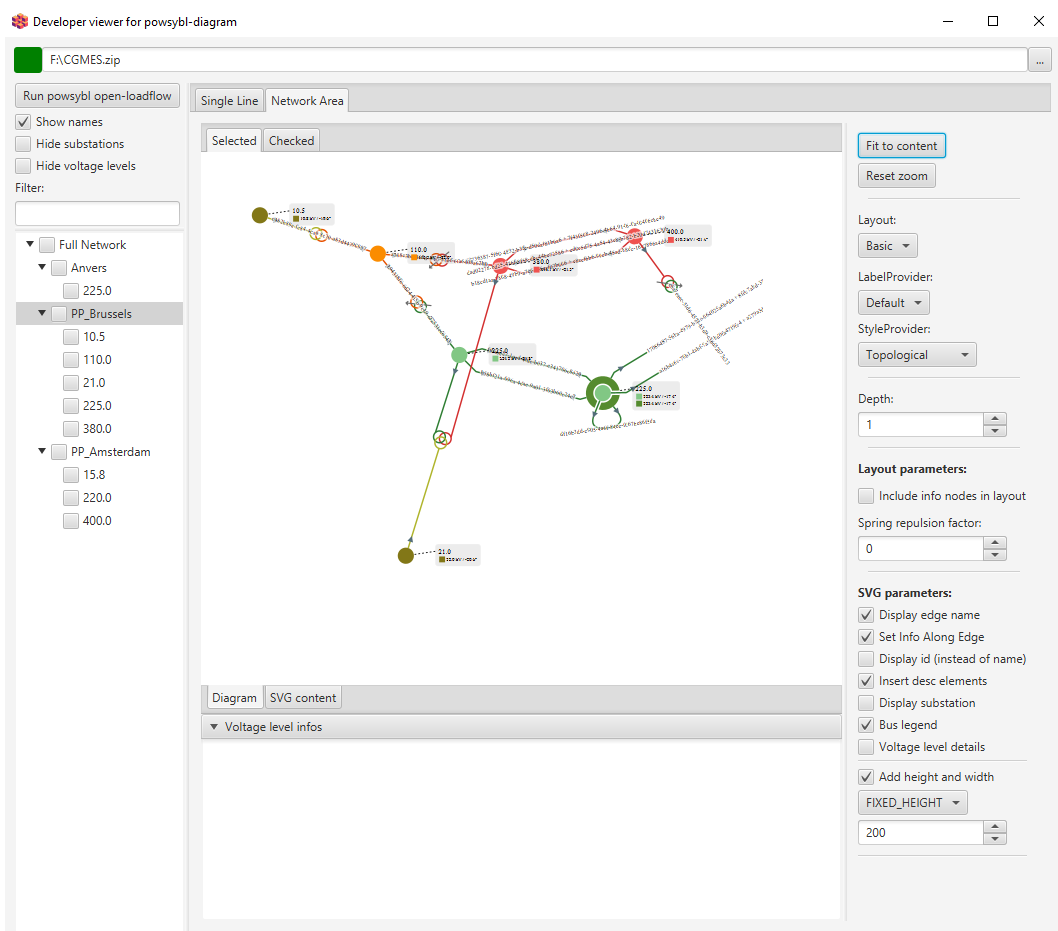 Developer viewer for powsybl-diagram
F:\CGMES.zip
...
Run powsybl open-loadflow
Show names
Hide substations
Hide voltage levels
Filter:
Full Network
Anvers
225.0
PP_Brussels
10.5
110.0
21.0
225.0
380.0
PP_Amsterdam
15.8
220.0
400.0
Single Line
Network Area
Selected
Checked
10.5
110.0
400.0
380.0
225.0
225.0
21.0
Diagram
SVG content
Voltage level infos
Fit to content
Reset zoom
Layout:
Basic
LabelProvider:
Default
StyleProvider:
Topological
Depth:
1
Layout parameters:
Include info nodes in layout
Spring repulsion factor:
0
SVG parameters:
Display edge name
Set Info Along Edge
Display id (instead of name)
Insert desc elements
Display substation
Bus legend
Voltage level details
Add height and width
FIXED_HEIGHT
200